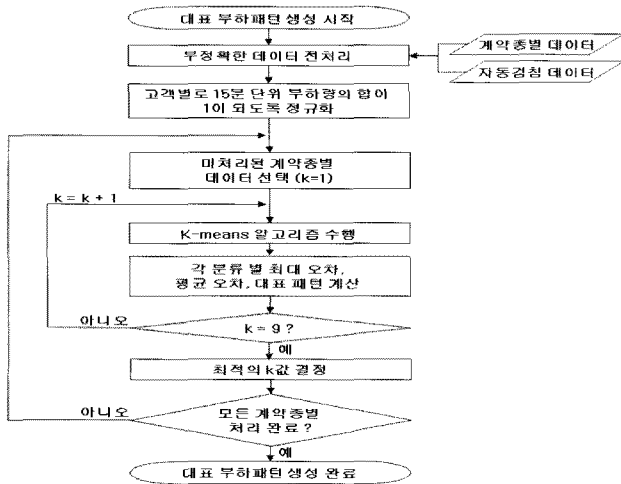 대표 부하패턴 생성 시작
부정확한 데이터 전처리
계약종별 데이터
자동검침 데이터
고객별로 15분 단위 부하량의 합이
1이 되도록 정규화
미처리된 계약종별
데이터 선택 (k=1)
k = k + 1
K-means 알고리즘 수행
각 분류 별 최대 오차,
평균 오차, 대표 패턴 계산
아니오
k = 9 ?
예
최적의 k값 결정
아니오
모든 계약종별
처리 완료 ?
예
대표 부하패턴 생성 완료